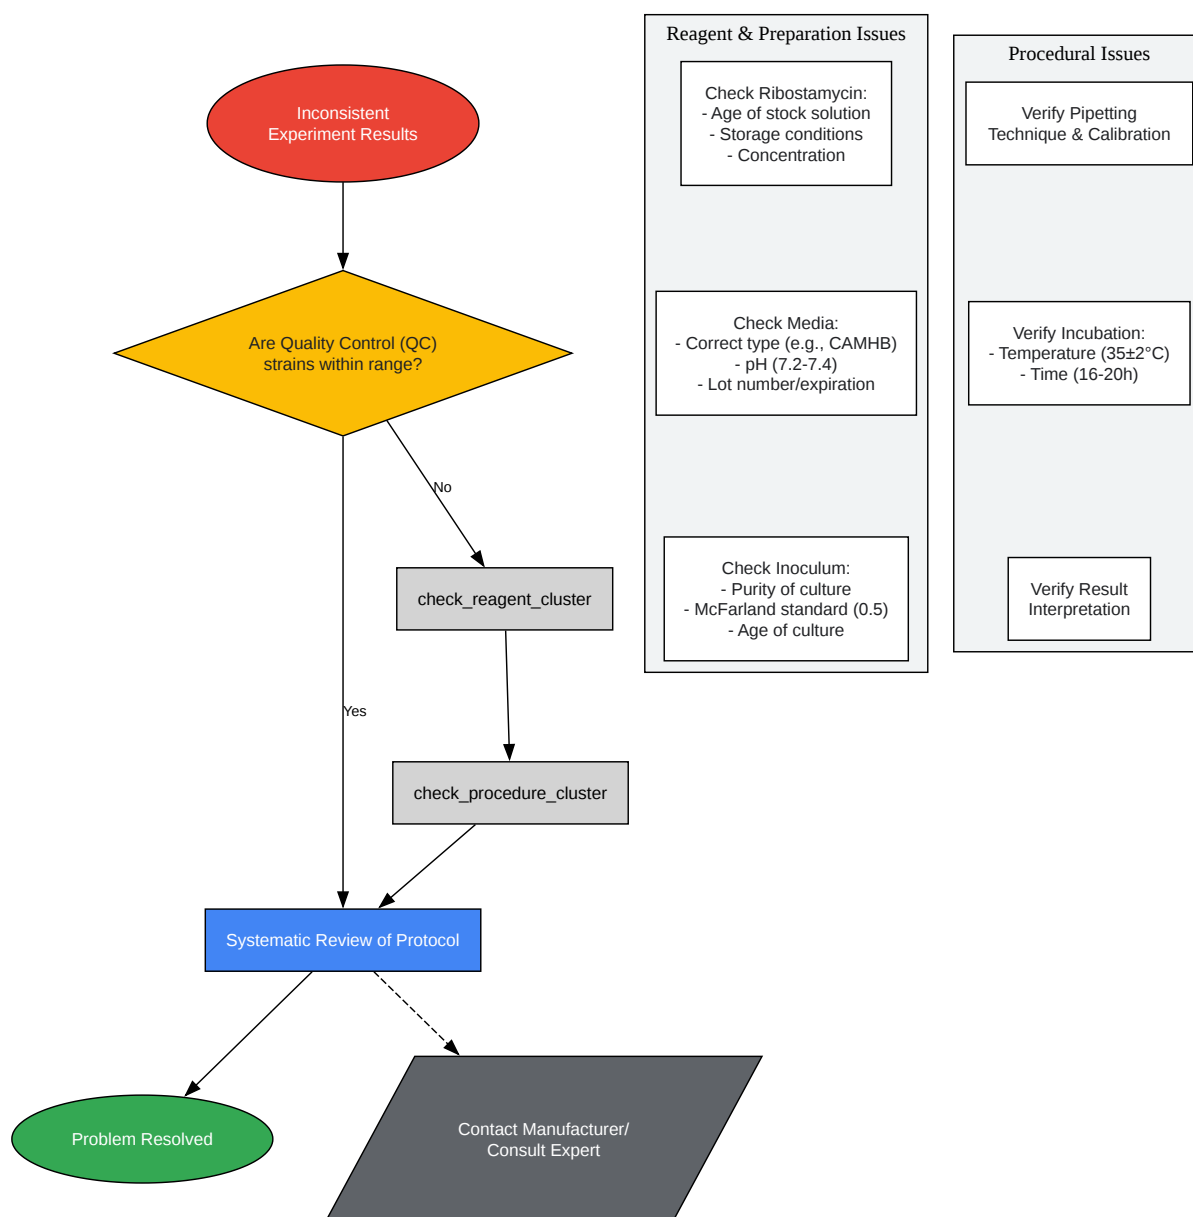 Inconsistent
Experiment Results
Are Quality Control (QC)
strains within range?
No
check_reagent_cluster
Yes
check_procedure_cluster
Systematic Review of Protocol
Problem Resolved
Contact Manufacturer/
Consult Expert
Reagent & Preparation Issues
Check Ribostamycin:
- Age of stock solution
- Storage conditions
- Concentration
Check Media:
- Correct type (e.g., CAMHB)
- pH (7.2-7.4)
- Lot number/expiration
Check Inoculum:
- Purity of culture
- McFarland standard (0.5)
- Age of culture
Procedural Issues
Verify Pipetting
Technique & Calibration
Verify Incubation:
- Temperature (35±2°C)
- Time (16-20h)
Verify Result
Interpretation